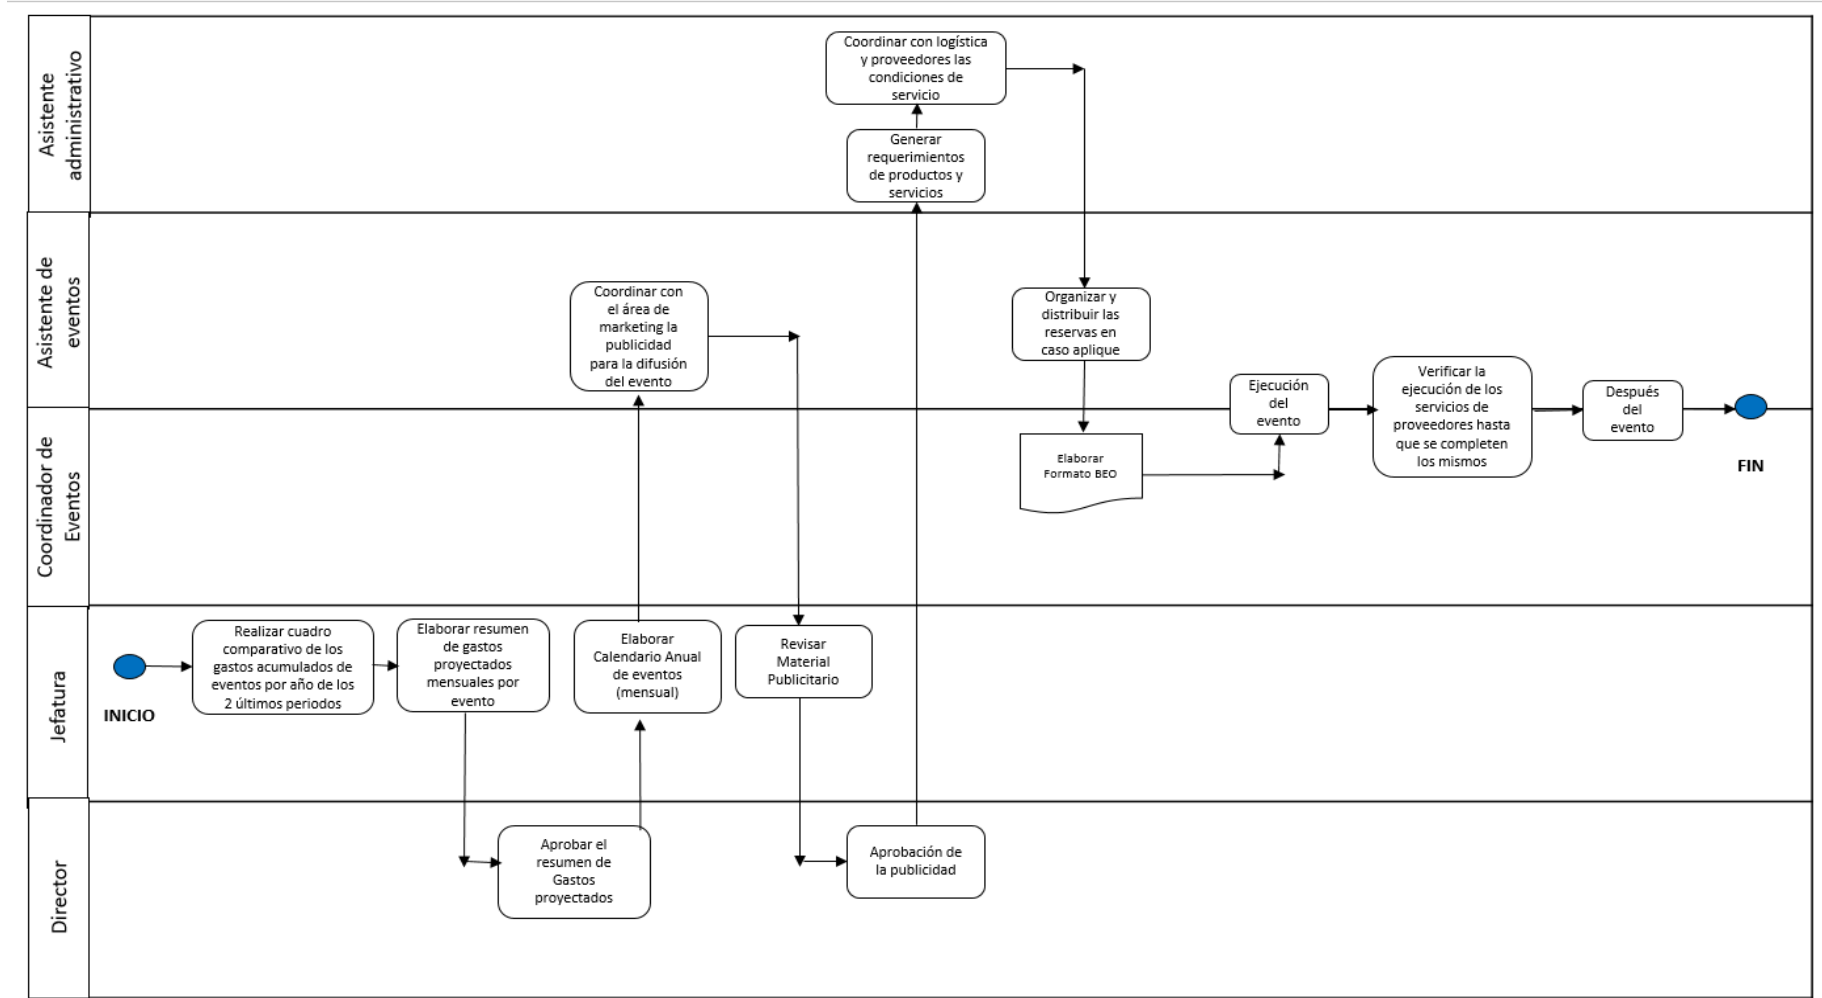 Asistente
administrativo
Coordinar con logística
y proveedores las
condiciones de
servicio
Generar
requerimientos
de productos y
servicios
Asistente de
eventos
Coordinar con
el área de
marketing la
publicidad
para la difusión
del evento
Organizar y
distribuir las
reservas en
caso aplique
Ejecución
del
evento
Verificar la
ejecución de los
servicios de
proveedores hasta
que se completen
los mismos
Después
del
evento
FIN
Coordinador de
Eventos
Elaborar
Formato BEO
Jefatura
INICIO
Realizar cuadro
comparativo de los
gastos acumulados de
eventos por año de los
2 últimos periodos
Elaborar resumen
de gastos
proyectados
mensuales por
evento
Elaborar
Calendario Anual
de eventos
(mensual)
Revisar
Material
Publicitario
Director
Aprobar el
resumen de
Gastos
proyectados
Aprobación de
la publicidad